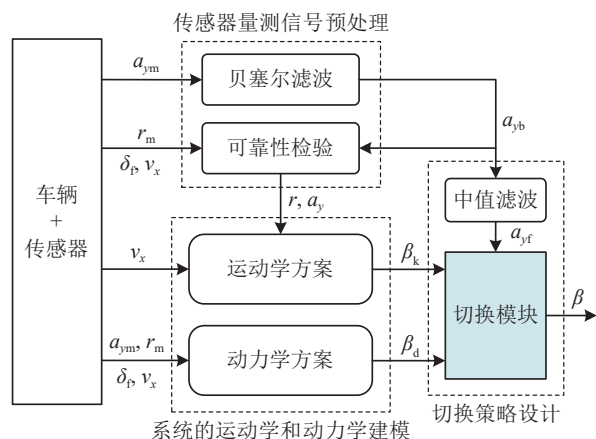 传感器量测信号预处理
a_ym
贝塞尔滤波
r_m
δ_f, v_x
可靠性检验
a_yb
车辆
+
传感器
r, a_y
中值滤波
a_yf
v_x
运动学方案
β_k
切换模块
β
a_ym, r_m
δ_f, v_x
动力学方案
β_d
切换策略设计
系统的运动学和动力学建模